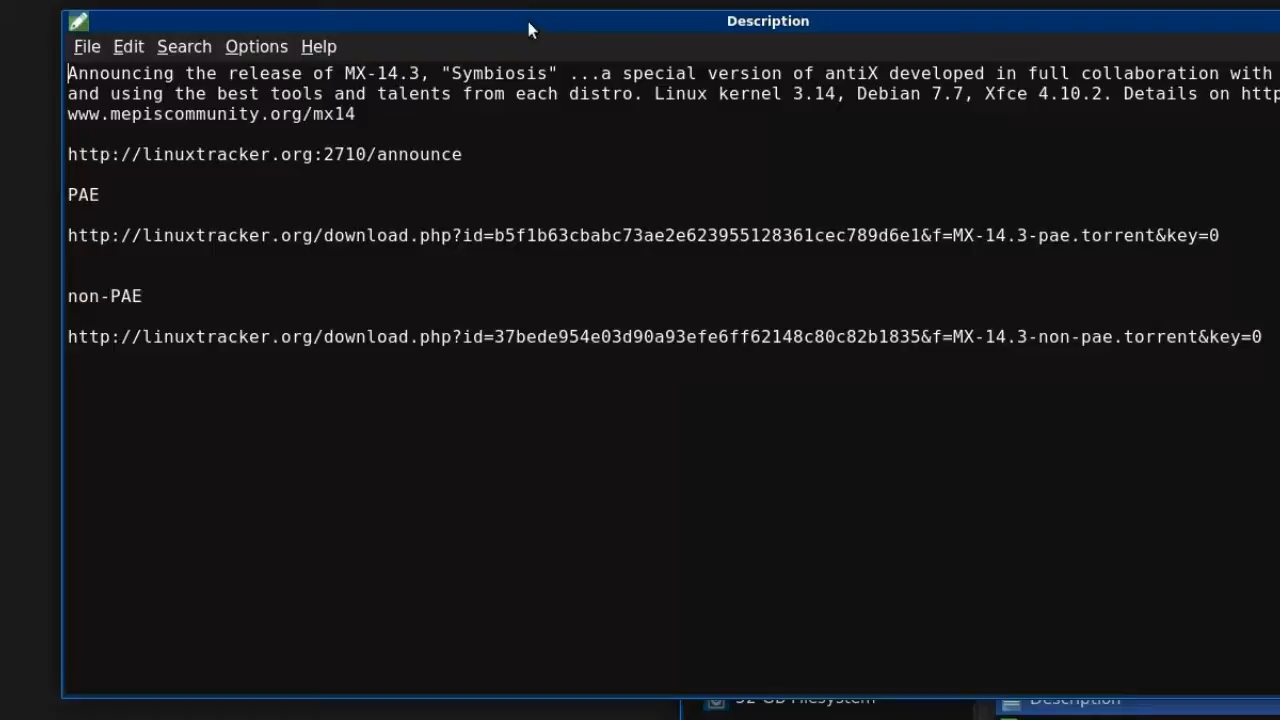 Description
File Edit Search Options Help
Announcing the release of MX-14.3, "Symbiosis" ...a special version of antiX developed in full collaboration with
and using the best tools and talents from each distro. Linux kernel 3.14, Debian 7.7, Xfce 4.10.2. Details on http
www.mepiscommunity.org/mx14
http://linuxtracker.org:2710/announce
PAE
http://linuxtracker.org/download.php?id=b5f1b63cbabc73ae2e623955128361cec789d6e1&f=MX-14.3-pae.torrent&key=0
non-PAE
http://linuxtracker.org/download.php?id=37bede954e03d90a93efe6ff62148c80c82b1835&f=MX-14.3-non-pae.torrent&key=0
32 GB Filesystem
Description